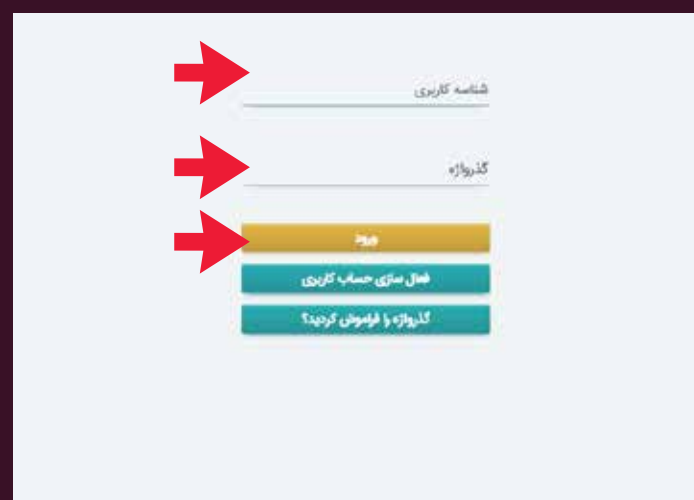 شناسه کاربری
گذرواژه
ورود
فعال سازی حساب کاربری
گذرواژه را فراموش کردید؟